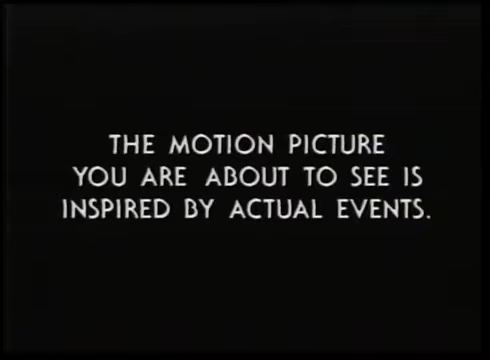 THE MOTION PICTURE
YOU ARE ABOUT TO SEE IS
INSPIRED BY ACTUAL EVENTS.